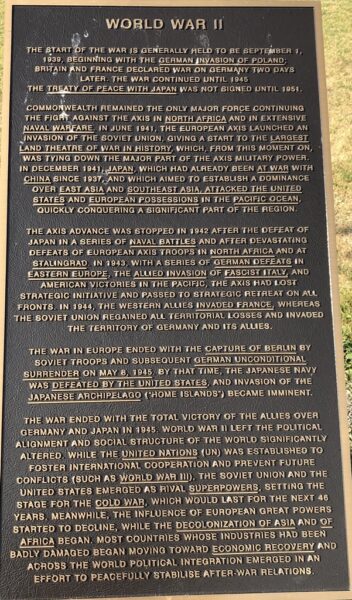 WORLD WAR II
THE START OF THE WAR IS GENERALLY HELD TO BE SEPTEMBER 1,
1939, BEGINNING WITH THE GERMAN INVASION OF POLAND;
BRITAIN AND FRANCE DECLARED WAR ON GERMANY TWO DAYS
LATER. THE WAR CONTINUED UNTIL 1945
THE TREATY OF PEACE WITH JAPAN WAS NOT SIGNED UNTIL 1951.
COMMONWEALTH REMAINED THE ONLY MAJOR FORCE CONTINUING
THE FIGHT AGAINST THE AXIS IN NORTH AFRICA AND IN EXTENSIVE
NAVAL WARFARE. IN JUNE 1941, THE EUROPEAN AXIS LAUNCHED AN
INVASION OF THE SOVIET UNION, GIVING A START TO THE LARGEST
LAND THEATRE OF WAR IN HISTORY, WHICH, FROM THIS MOMENT ON,
WAS TYING DOWN THE MAJOR PART OF THE AXIS MILITARY POWER.
IN DECEMBER 1941, JAPAN, WHICH HAD ALREADY BEEN AT WAR WITH
CHINA SINCE 1937, AND WHICH AIMED TO ESTABLISH A DOMINANCE
OVER EAST ASIA AND SOUTHEAST ASIA, ATTACKED THE UNITED
STATES AND EUROPEAN POSSESSIONS IN THE PACIFIC OCEAN,
QUICKLY CONQUERING A SIGNIFICANT PART OF THE REGION.
THE AXIS ADVANCE WAS STOPPED IN 1942 AFTER THE DEFEAT OF
JAPAN IN A SERIES OF NAVAL BATTLES AND AFTER DEVASTATING
DEFEATS OF EUROPEAN AXIS TROOPS IN NORTH AFRICA AND AT
STALINGRAD. IN 1943, WITH A SERIES OF GERMAN DEFEATS IN
EASTERN EUROPE, THE ALLIED INVASION OF FASCIST ITALY, AND
AMERICAN VICTORIES IN THE PACIFIC, THE AXIS HAD LOST
STRATEGIC INITIATIVE AND PASSED TO STRATEGIC RETREAT ON ALL
FRONTS. IN 1944, THE WESTERN ALLIES INVADED FRANCE, WHEREAS
THE SOVIET UNION REGAINED ALL TERRITORIAL LOSSES AND INVADED
THE TERRITORY OF GERMANY AND ITS ALLIES.
THE WAR IN EUROPE ENDED WITH THE CAPTURE OF BERLIN BY
SOVIET TROOPS AND SUBSEQUENT GERMAN UNCONDITIONAL
SURRENDER ON MAY 8, 1945. BY THAT TIME, THE JAPANESE NAVY
WAS DEFEATED BY THE UNITED STATES, AND INVASION OF THE
JAPANESE ARCHIPELAGO ("HOME ISLANDS") BECAME IMMINENT.
THE WAR ENDED WITH THE TOTAL VICTORY OF THE ALLIES OVER
GERMANY AND JAPAN IN 1945. WORLD WAR II LEFT THE POLITICAL
ALIGNMENT AND SOCIAL STRUCTURE OF THE WORLD SIGNIFICANTLY
ALTERED. WHILE THE UNITED NATIONS (UN) WAS ESTABLISHED TO
FOSTER INTERNATIONAL COOPERATION AND PREVENT FUTURE
CONFLICTS (SUCH AS WORLD WAR III). THE SOVIET UNION AND THE
UNITED STATES EMERGED AS RIVAL SUPERPOWERS, SETTING THE
STAGE FOR THE COLD WAR, WHICH WOULD LAST FOR THE NEXT 46
YEARS. MEANWHILE, THE INFLUENCE OF EUROPEAN GREAT POWERS
STARTED TO DECLINE, WHILE THE DECOLONIZATION OF ASIA AND OF
AFRICA BEGAN. MOST COUNTRIES WHOSE INDUSTRIES HAD BEEN
BADLY DAMAGED BEGAN MOVING TOWARD ECONOMIC RECOVERY AND
ACROSS THE WORLD POLITICAL INTEGRATION EMERGED IN AN
EFFORT TO PEACEFULLY STABILISE AFTER-WAR RELATIONS.